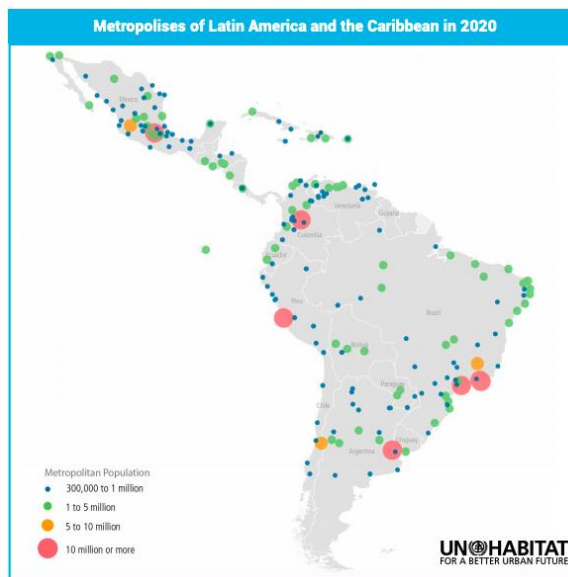 Metropolises of Latin America and the Caribbean in 2020
Mexico
Venezuela
Guyana
Colombia
Ecuador
Peru
Brazil
Bolivia
Paraguay
Chile
Uruguay
Argentina
Metropolitan Population
300,000 to 1 million
1 to 5 million
5 to 10 million
10 million or more
UN HABITAT
FOR A BETTER URBAN FUTURE